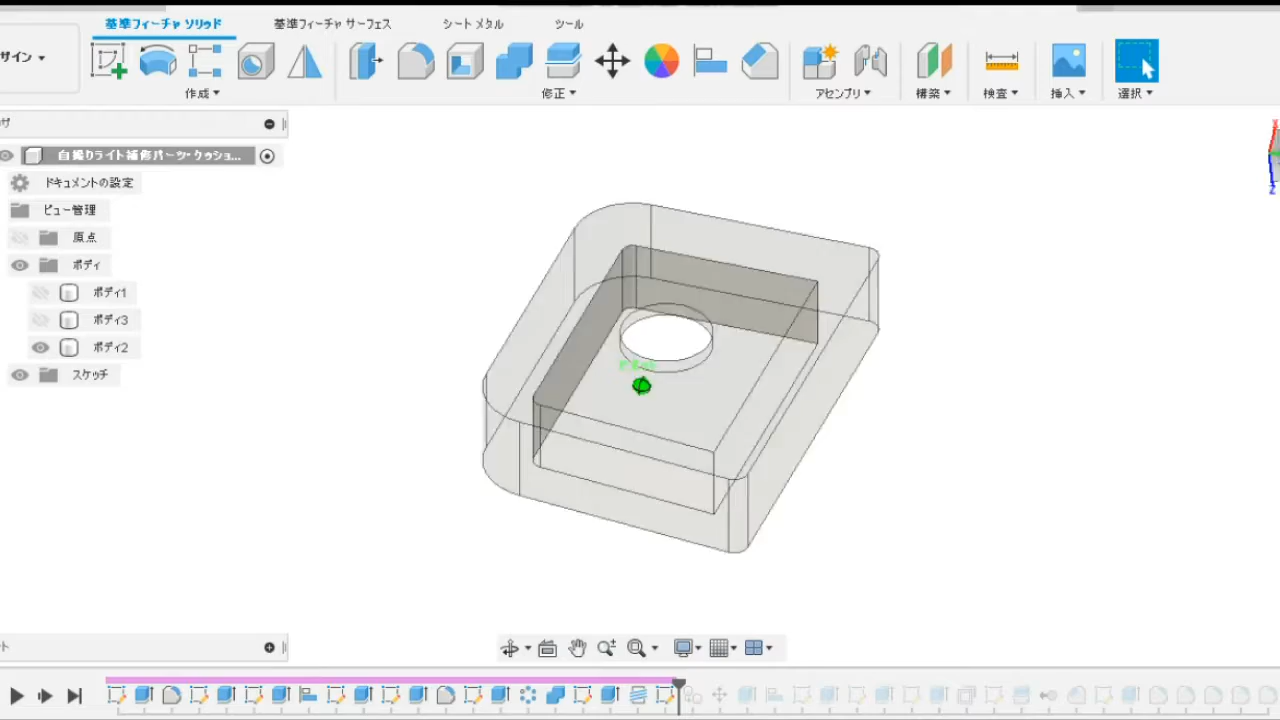 基準フィーチャ ソリッド 基準フィーチャ サーフェス シート メタル ツール
ザイン
作成 修正 アセンブリ 構築 検査 挿入 選択
ザ
自撮りライト補修パーツ-クッショ...
ドキュメントの設定
ビュー管理
原点
ボディ
ボディ1
ボディ3
ボディ2
スケッチ
Z
ト